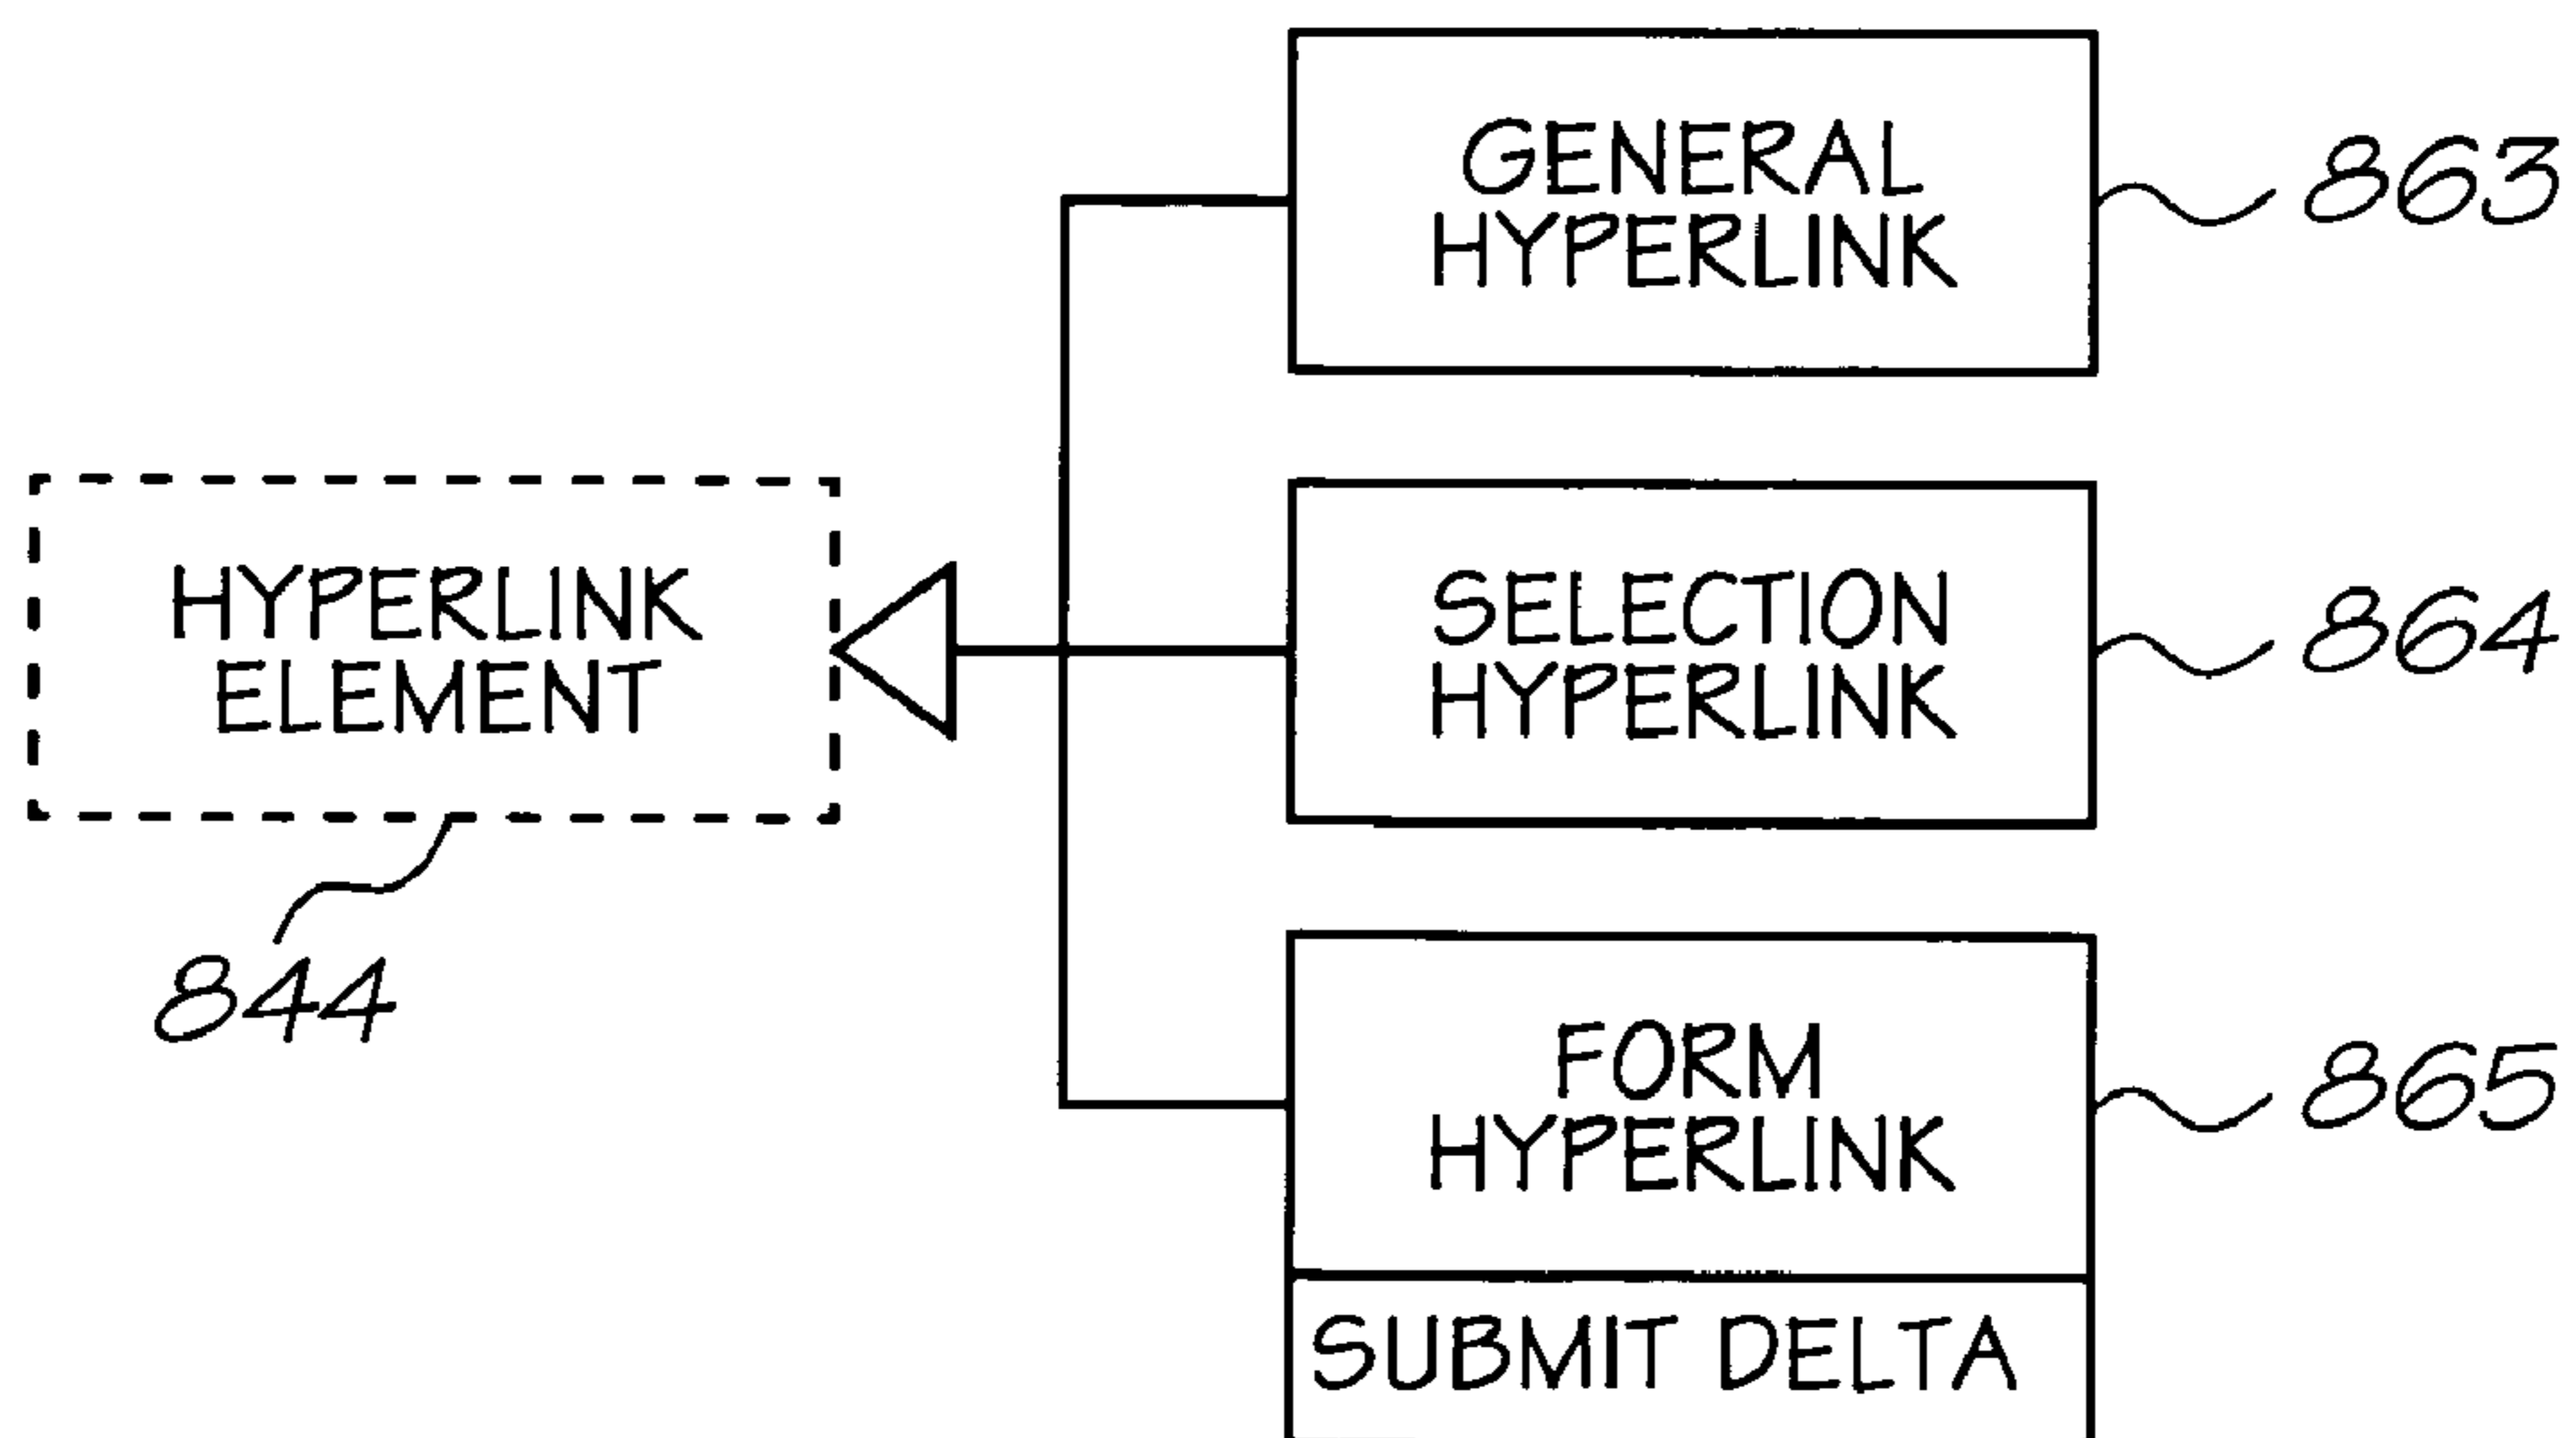 GENERAL
HYPERLINK
863
HYPERLINK
ELEMENT
844
SELECTION
HYPERLINK
864
FORM
HYPERLINK
865
SUBMIT DELTA